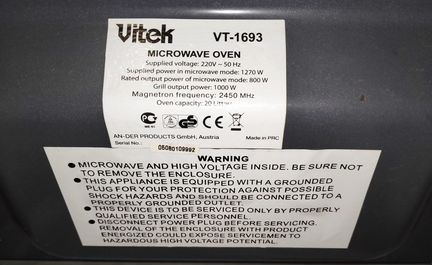 Vitek VT-1693
MICROWAVE OVEN
Supplied voltage: 220V ~ 50 Hz
Supplied power in microwave mode: 1270 W
Rated output power of microwave mode: 800 W
Grill output power: 1000 W
Magnetron frequency: 2450 MHz
Oven capacity: 20 Liters
AN-DER PRODUCTS GmbH, Austria Made in PRC
Serial No.: 05080109992
WARNING
● MICROWAVE AND HIGH VOLTAGE INSIDE. BE SURE NOT
TO REMOVE THE ENCLOSURE.
● THIS APPLIANCE IS EQUIPPED WITH A GROUNDED
PLUG FOR YOUR PROTECTION AGAINST POSSIBLE
SHOCK HAZARDS AND SHOULD BE CONNECTED TO A
PROPERLY GROUNDED OUTLET.
● THIS DEVICE IS TO BE SERVICED ONLY BY PROPERLY
QUALIFIED SERVICE PERSONNEL.
● DISCONNECT POWER PLUG BEFORE SERVICING.
REMOVAL OF THE ENCLOSURE WITH PRODUCT
ENERGIZED COULD EXPOSE SERVICEMEN TO
HAZARDOUS HIGH VOLTAGE POTENTIAL.